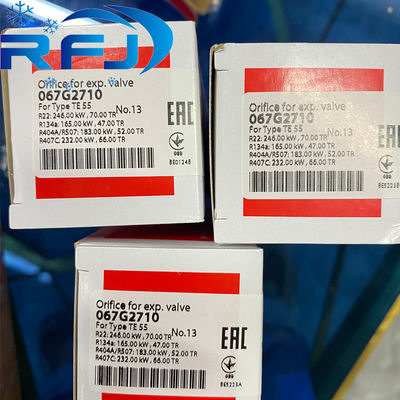 RFJ
Orifice for exp. valve
067G2710
For Type TE 55
No.13
R22: 246.00 kW , 70.00 TR
R134a: 165.00 kW , 47.00 TR
R404A/R507: 183.00 kW , 52.00 TR
R407C: 232.00 kW , 66.00 TR
EAC
Orifice for exp. valve
067G2710
For Type TE 55
No.13
R22: 246.00 kW , 70.00 TR
R134a: 165.00 kW , 47.00 TR
R404A/R507: 183.00 kW , 52.00 TR
R407C: 232.00 kW , 66.00 TR
EAC
Orifice for exp. valve
067G2710
For Type TE 55
No.13
R22: 246.00 kW , 70.00 TR
R134a: 165.00 kW , 47.00 TR
R404A/R507: 183.00 kW , 52.00 TR
R407C: 232.00 kW , 66.00 TR
EAC
BE5223A